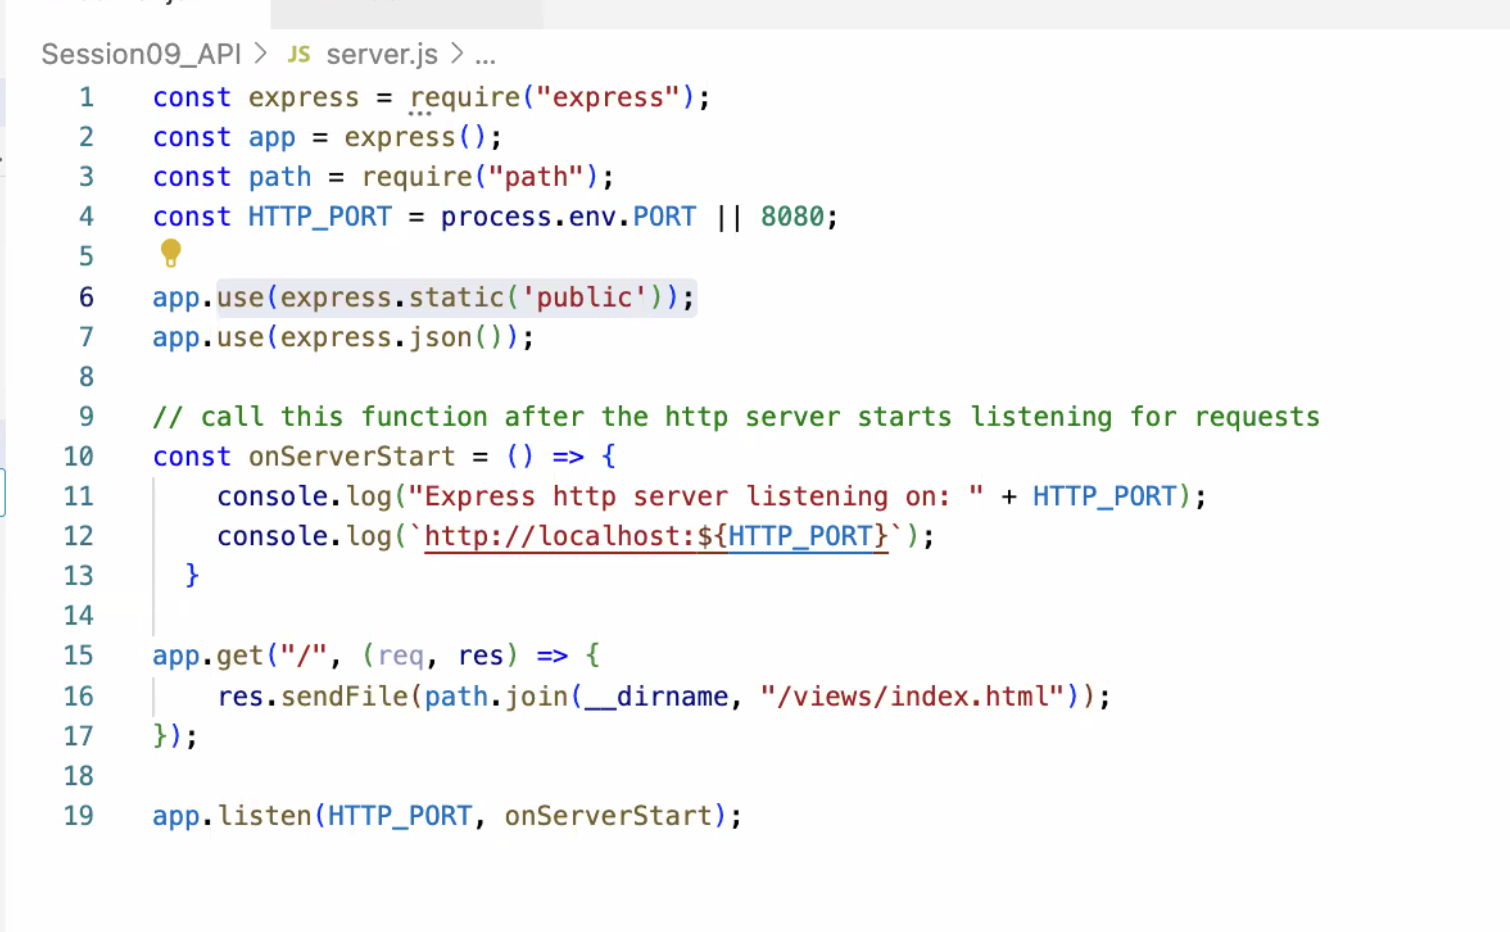 Session09_API > JS server.js > ...
1 const express = require("express");
2 const app = express();
3 const path = require("path");
4 const HTTP_PORT = process.env.PORT || 8080;
5
6 app.use(express.static('public'));
7 app.use(express.json());
8
9 // call this function after the http server starts listening for requests
10 const onServerStart = () => {
11     console.log("Express http server listening on: " + HTTP_PORT);
12     console.log(`http://localhost:${HTTP_PORT}`);
13   }
14
15 app.get("/", (req, res) => {
16     res.sendFile(path.join(__dirname, "/views/index.html"));
17 });
18
19 app.listen(HTTP_PORT, onServerStart);